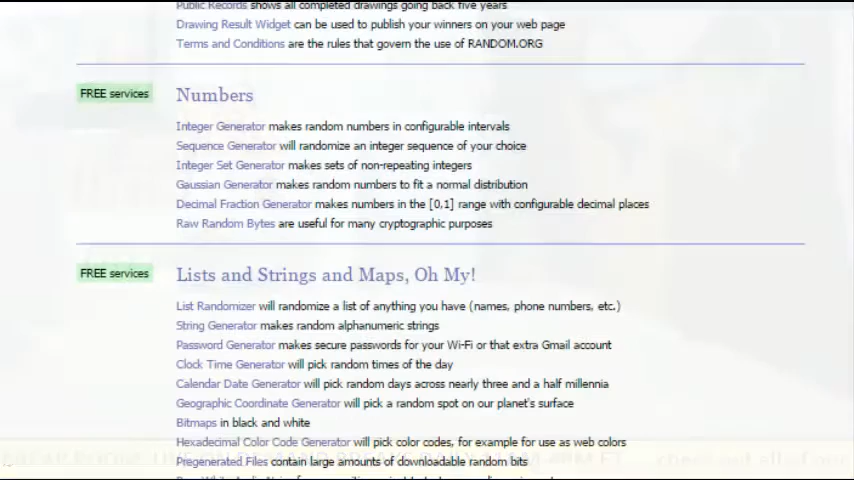 Public Records shows all completed drawings going back five years
Drawing Result Widget can be used to publish your winners on your web page
Terms and Conditions are the rules that govern the use of RANDOM.ORG
FREE services
Numbers
Integer Generator makes random numbers in configurable intervals
Sequence Generator will randomize an integer sequence of your choice
Integer Set Generator makes sets of non-repeating integers
Gaussian Generator makes random numbers to fit a normal distribution
Decimal Fraction Generator makes numbers in the [0,1] range with configurable decimal places
Raw Random Bytes are useful for many cryptographic purposes
FREE services
Lists and Strings and Maps, Oh My!
List Randomizer will randomize a list of anything you have (names, phone numbers, etc.)
String Generator makes random alphanumeric strings
Password Generator makes secure passwords for your Wi-Fi or that extra Gmail account
Clock Time Generator will pick random times of the day
Calendar Date Generator will pick random days across nearly three and a half millennia
Geographic Coordinate Generator will pick a random spot on our planet's surface
Bitmaps in black and white
Hexadecimal Color Code Generator will pick color codes, for example for use as web colors
Pregenerated Files contain large amounts of downloadable random bits